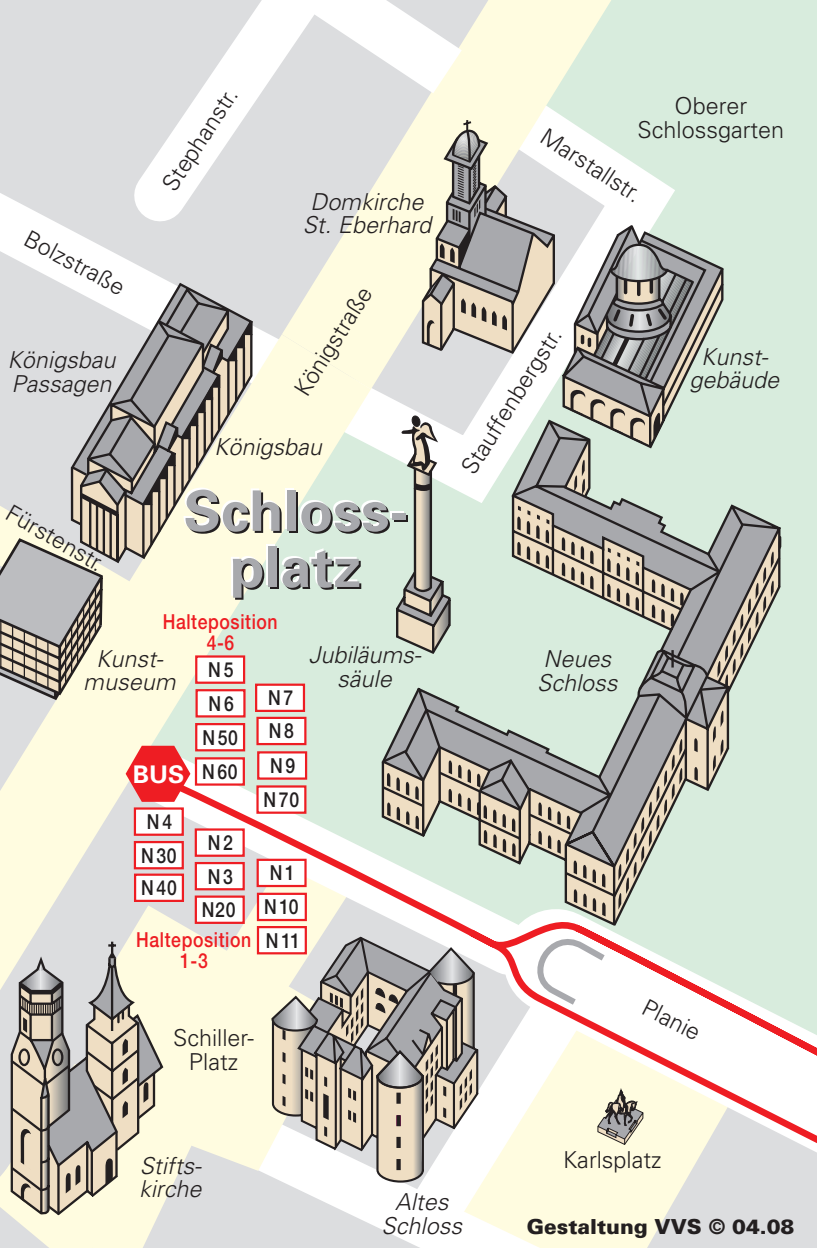 Oberer
Schlossgarten
Stephanstr.
Marstallstr.
Domkirche
St. Eberhard
Bolzstraße
Königstraße
Königsbau
Passagen
Stauffenbergstr.
Kunst-
gebäude
Königsbau
Schloss-
platz
Fürstenstr.
Halteposition
4-6
Kunst-
museum
Jubiläums-
säule
Neues
Schloss
N5
N6
N50
N60
N7
N8
N9
N70
BUS
N4
N30
N40
N2
N3
N20
N1
N10
N11
Halteposition
1-3
Planie
Schiller-
Platz
Karlsplatz
Stifts-
kirche
Altes
Schloss
Gestaltung VVS © 04.08